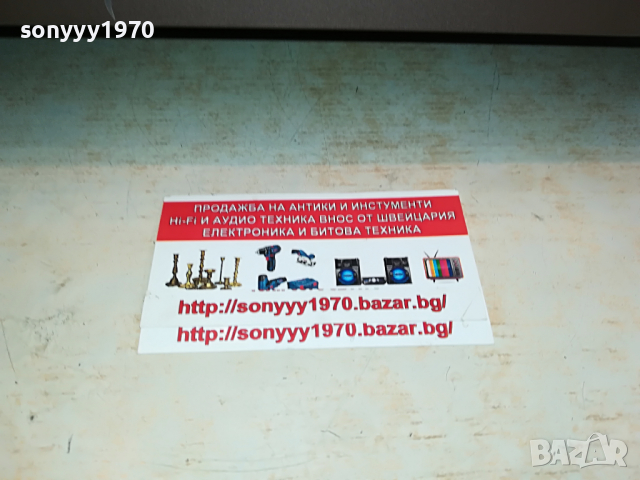 sonyyy1970
ПРОДАЖБА НА АНТИКИ И ИНСТУМЕНТИ
Hi-Fi И АУДИО ТЕХНИКА ВНОС ОТ ШВЕЙЦАРИЯ
ЕЛЕКТРОНИКА И БИТОВА ТЕХНИКА
http://sonyyy1970.bazar.bg/
http://sonyyy1970.bazar.bg/
BAZAR